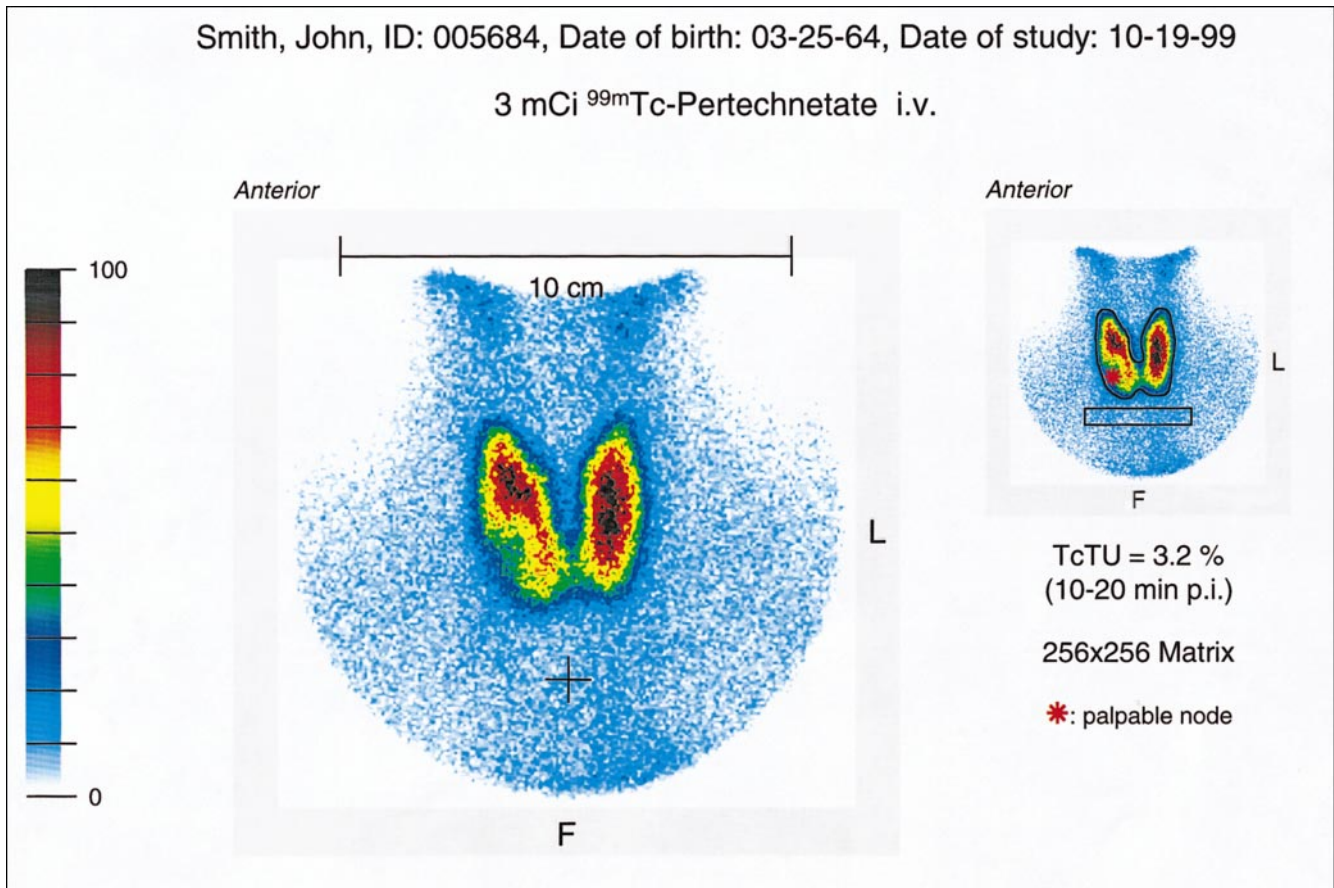 Smith, John, ID: 005684, Date of birth: 03-25-64, Date of study: 10-19-99
3 mCi ⁹⁹ᵐTc-Pertechnetate i.v.
Anterior
Anterior
10 cm
100
0
L
F
L
F
TcTU = 3.2 %
(10-20 min p.i.)
256x256 Matrix
*: palpable node